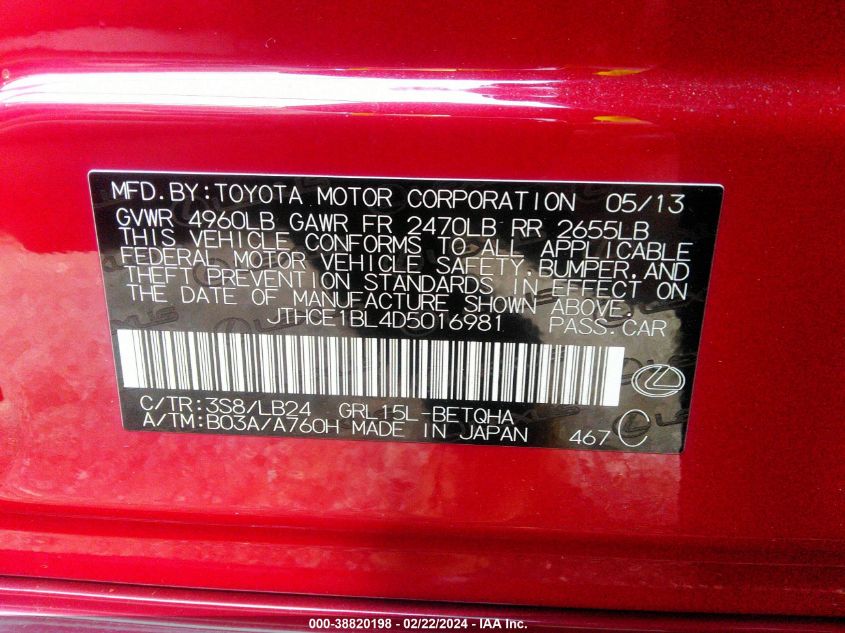 MFD.BY:TOYOTA MOTOR CORPORATION 05/13
GVWR 4960LB GAWR FR 2470LB RR 2655LB
THIS VEHICLE CONFORMS TO ALL APPLICABLE
FEDERAL MOTOR VEHICLE SAFETY,BUMPER,AND
THEFT PREVENTION STANDARDS IN EFFECT ON
THE DATE OF MANUFACTURE SHOWN ABOVE.
JTHCE1BL4D5016981 PASS.CAR
C/TR:3S8/LB24 GRL15L-BETQHA
A/TM:B03A/A760H MADE IN JAPAN 467 C
000-38820198 - 02/22/2024 - IAA Inc.